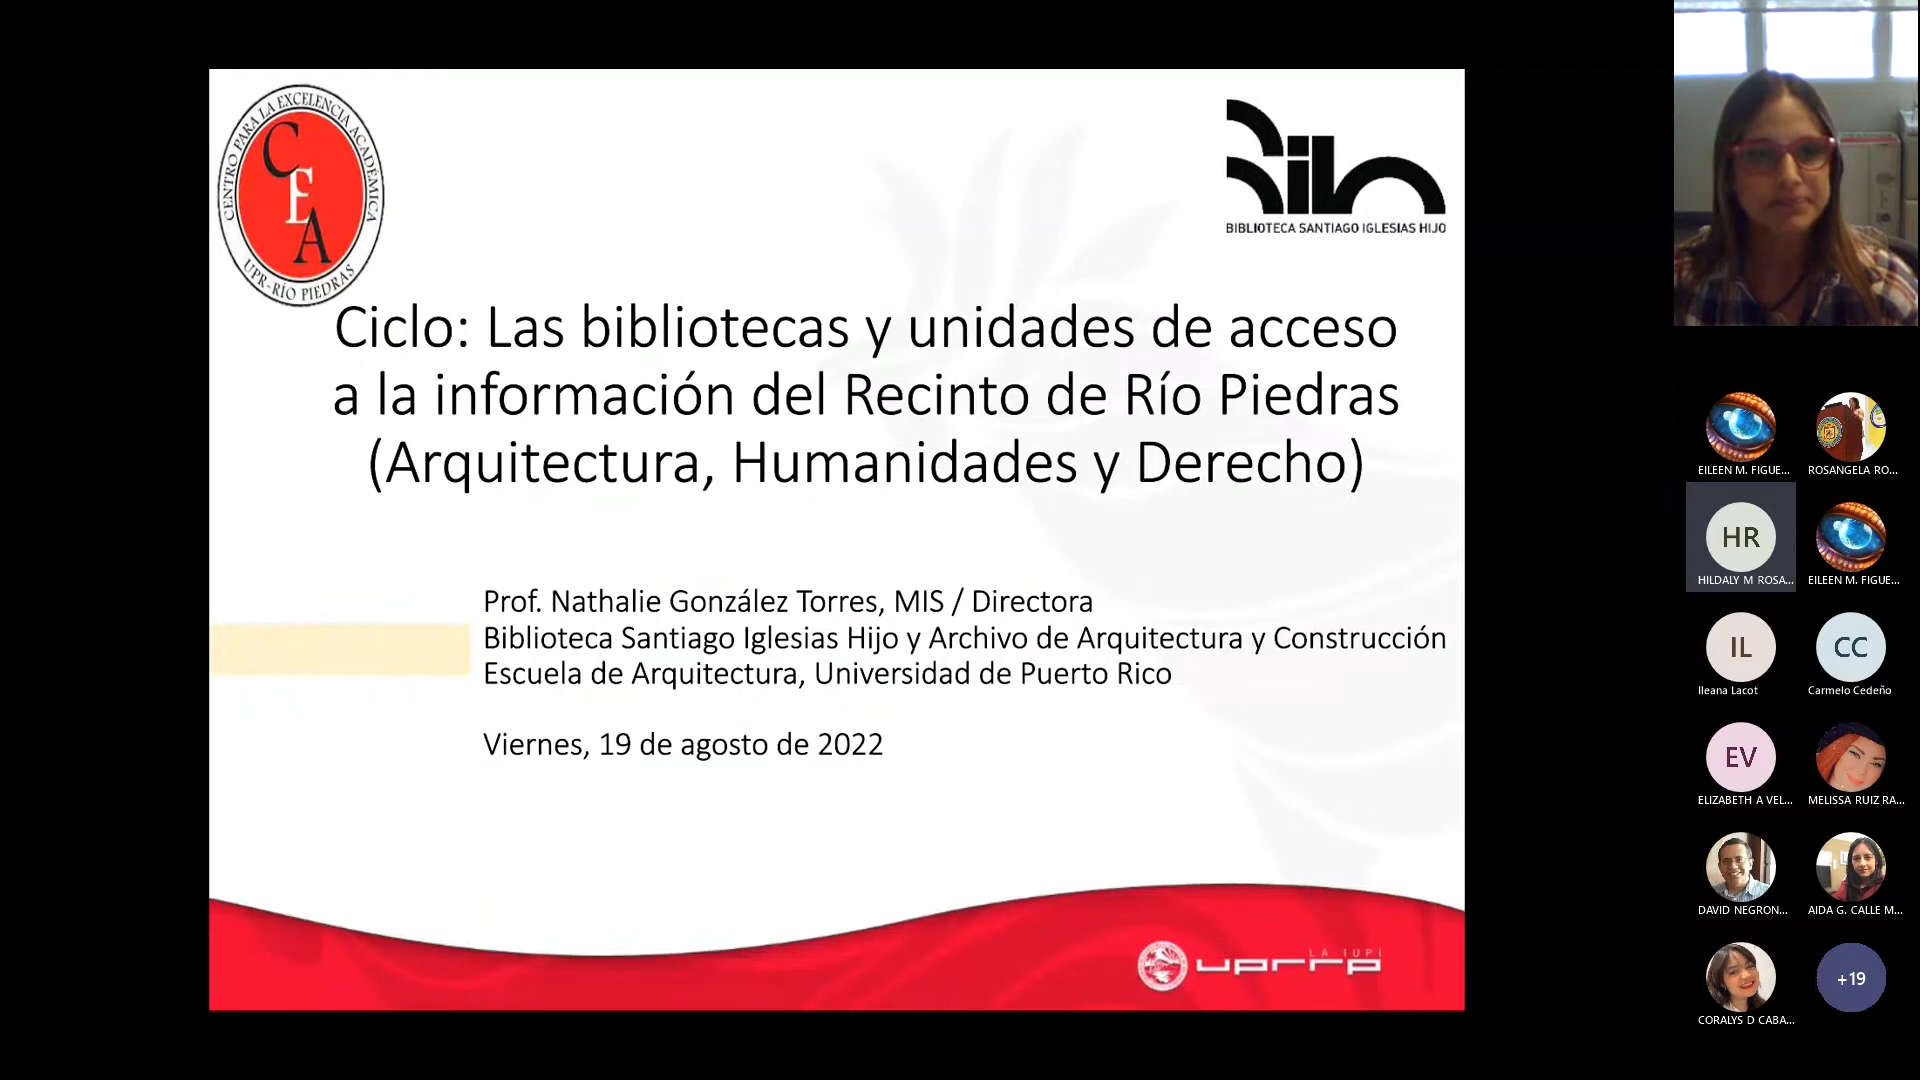 CENTRO PARA LA EXCELENCIA ACADÉMICA
CEA
UPR-RÍO PIEDRAS
sih
BIBLIOTECA SANTIAGO IGLESIAS HIJO
Ciclo: Las bibliotecas y unidades de acceso
a la información del Recinto de Río Piedras
(Arquitectura, Humanidades y Derecho)
Prof. Nathalie González Torres, MIS / Directora
Biblioteca Santiago Iglesias Hijo y Archivo de Arquitectura y Construcción
Escuela de Arquitectura, Universidad de Puerto Rico
Viernes, 19 de agosto de 2022
LA IUPI
uprrp
EILEEN M. FIGUE...
ROSANGELA RO...
HR
HILDALY M ROSA...
EILEEN M. FIGUE...
IL
Ileana Lacot
CC
Carmelo Cedeño
EV
ELIZABETH A VEL...
MELISSA RUIZ RA...
DAVID NEGRON...
AIDA G. CALLE M...
CORALYS D CABA...
+19